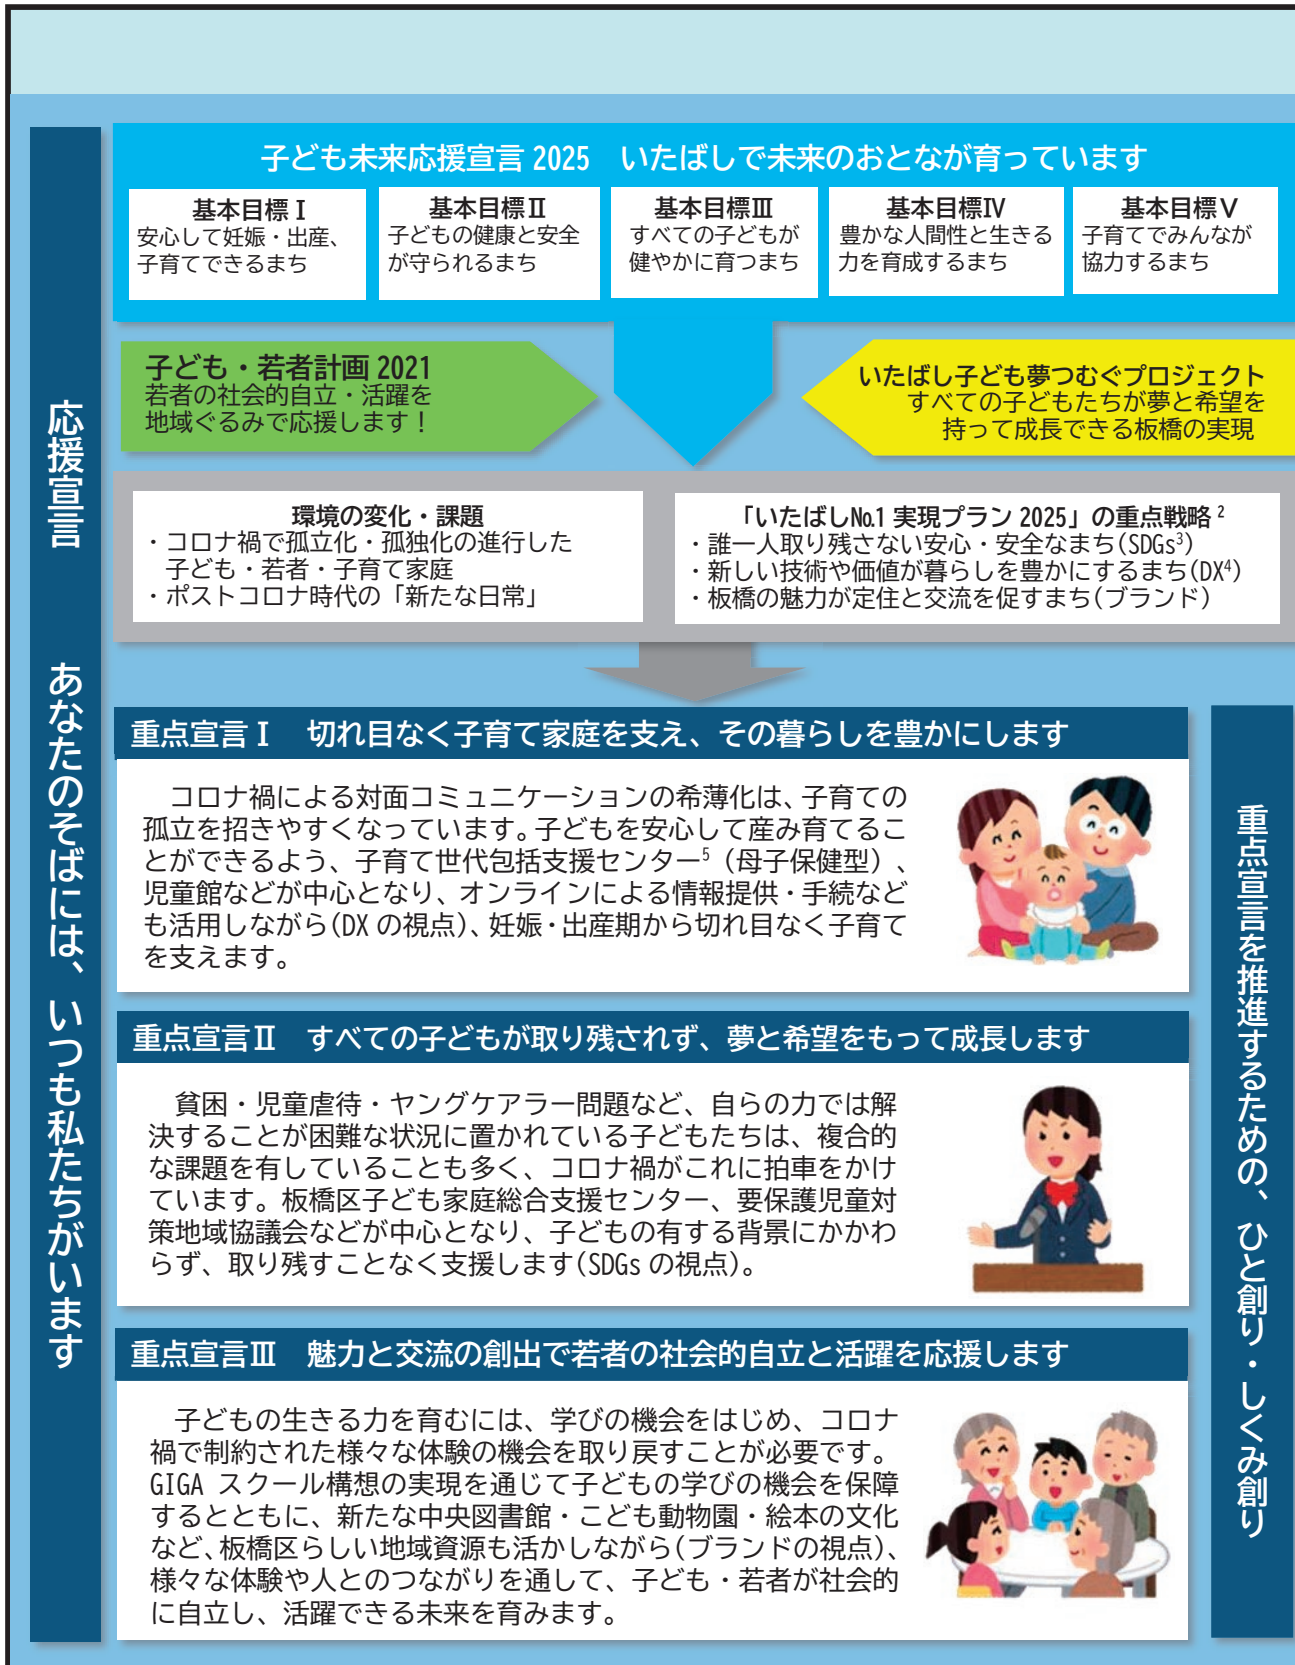 子ども未来応援宣言 2025　いたばしで未来のおとなが育っています
基本目標Ⅰ
安心して妊娠・出産、
子育てできるまち
基本目標Ⅱ
子どもの健康と安全
が守られるまち
基本目標Ⅲ
すべての子どもが
健やかに育つまち
基本目標Ⅳ
豊かな人間性と生きる
力を育成するまち
基本目標Ⅴ
子育てでみんなが
協力するまち
子ども・若者計画 2021
若者の社会的自立・活躍を
地域ぐるみで応援します！
いたばし子ども夢つむぐプロジェクト
すべての子どもたちが夢と希望を
持って成長できる板橋の実現
応援宣言　あなたのそばには、いつも私たちがいます
環境の変化・課題
・コロナ禍で孤立化・孤独化の進行した
子ども・若者・子育て家庭
・ポストコロナ時代の「新たな日常」
「いたばし№1 実現プラン 2025」の重点戦略²
・誰一人取り残さない安心・安全なまち(SDGs³)
・新しい技術や価値が暮らしを豊かにするまち(DX⁴)
・板橋の魅力が定住と交流を促すまち(ブランド)
重点宣言Ⅰ　切れ目なく子育て家庭を支え、その暮らしを豊かにします
コロナ禍による対面コミュニケーションの希薄化は、子育ての
孤立を招きやすくなっています。子どもを安心して産み育てるこ
とができるよう、子育て世代包括支援センター⁵（母子保健型）、
児童館などが中心となり、オンラインによる情報提供・手続など
も活用しながら(DX の視点)、妊娠・出産期から切れ目なく子育て
を支えます。
重点宣言Ⅱ　すべての子どもが取り残されず、夢と希望をもって成長します
貧困・児童虐待・ヤングケアラー問題など、自らの力では解
決することが困難な状況に置かれている子どもたちは、複合的
な課題を有していることも多く、コロナ禍がこれに拍車をかけ
ています。板橋区子ども家庭総合支援センター、要保護児童対
策地域協議会などが中心となり、子どもの有する背景にかかわ
らず、取り残すことなく支援します(SDGs の視点)。
重点宣言Ⅲ　魅力と交流の創出で若者の社会的自立と活躍を応援します
子どもの生きる力を育むには、学びの機会をはじめ、コロナ
禍で制約された様々な体験の機会を取り戻すことが必要です。
GIGA スクール構想の実現を通じて子どもの学びの機会を保障
するとともに、新たな中央図書館・こども動物園・絵本の文化
など、板橋区らしい地域資源も活かしながら(ブランドの視点)、
様々な体験や人とのつながりを通して、子ども・若者が社会的
に自立し、活躍できる未来を育みます。
重点宣言を推進するための、ひと創り・しくみ創り